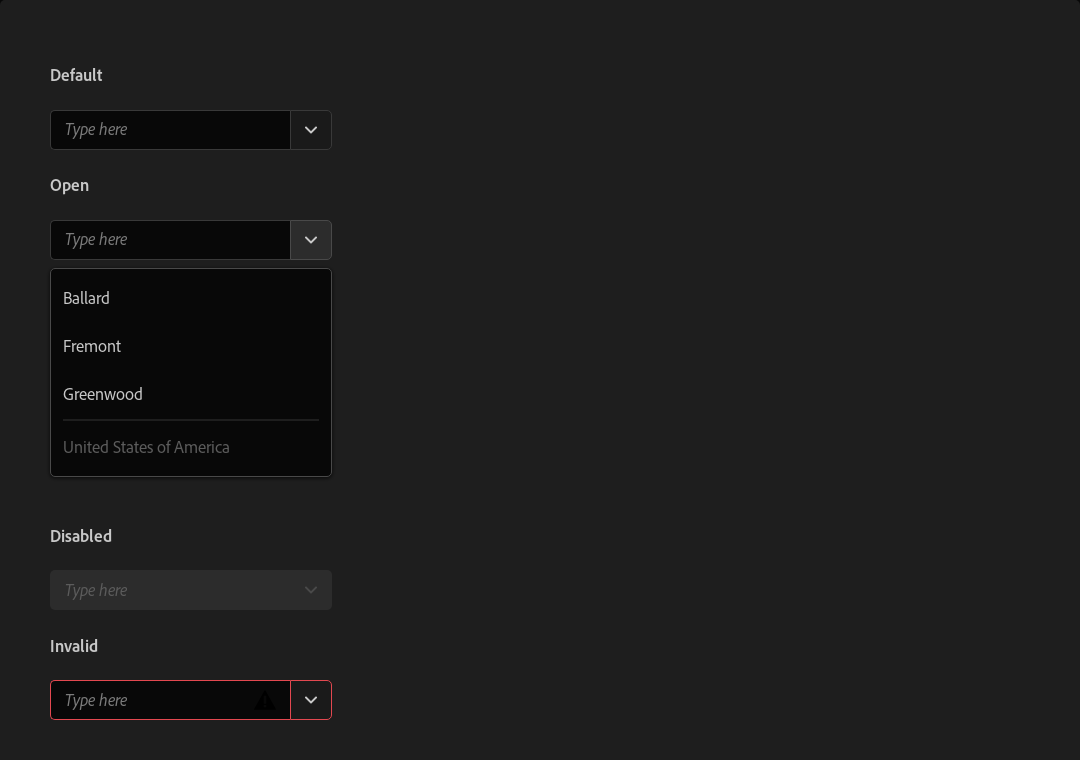 Default
Type here
Open
Type here
Ballard
Fremont
Greenwood
United States of America
Disabled
Type here
Invalid
Type here